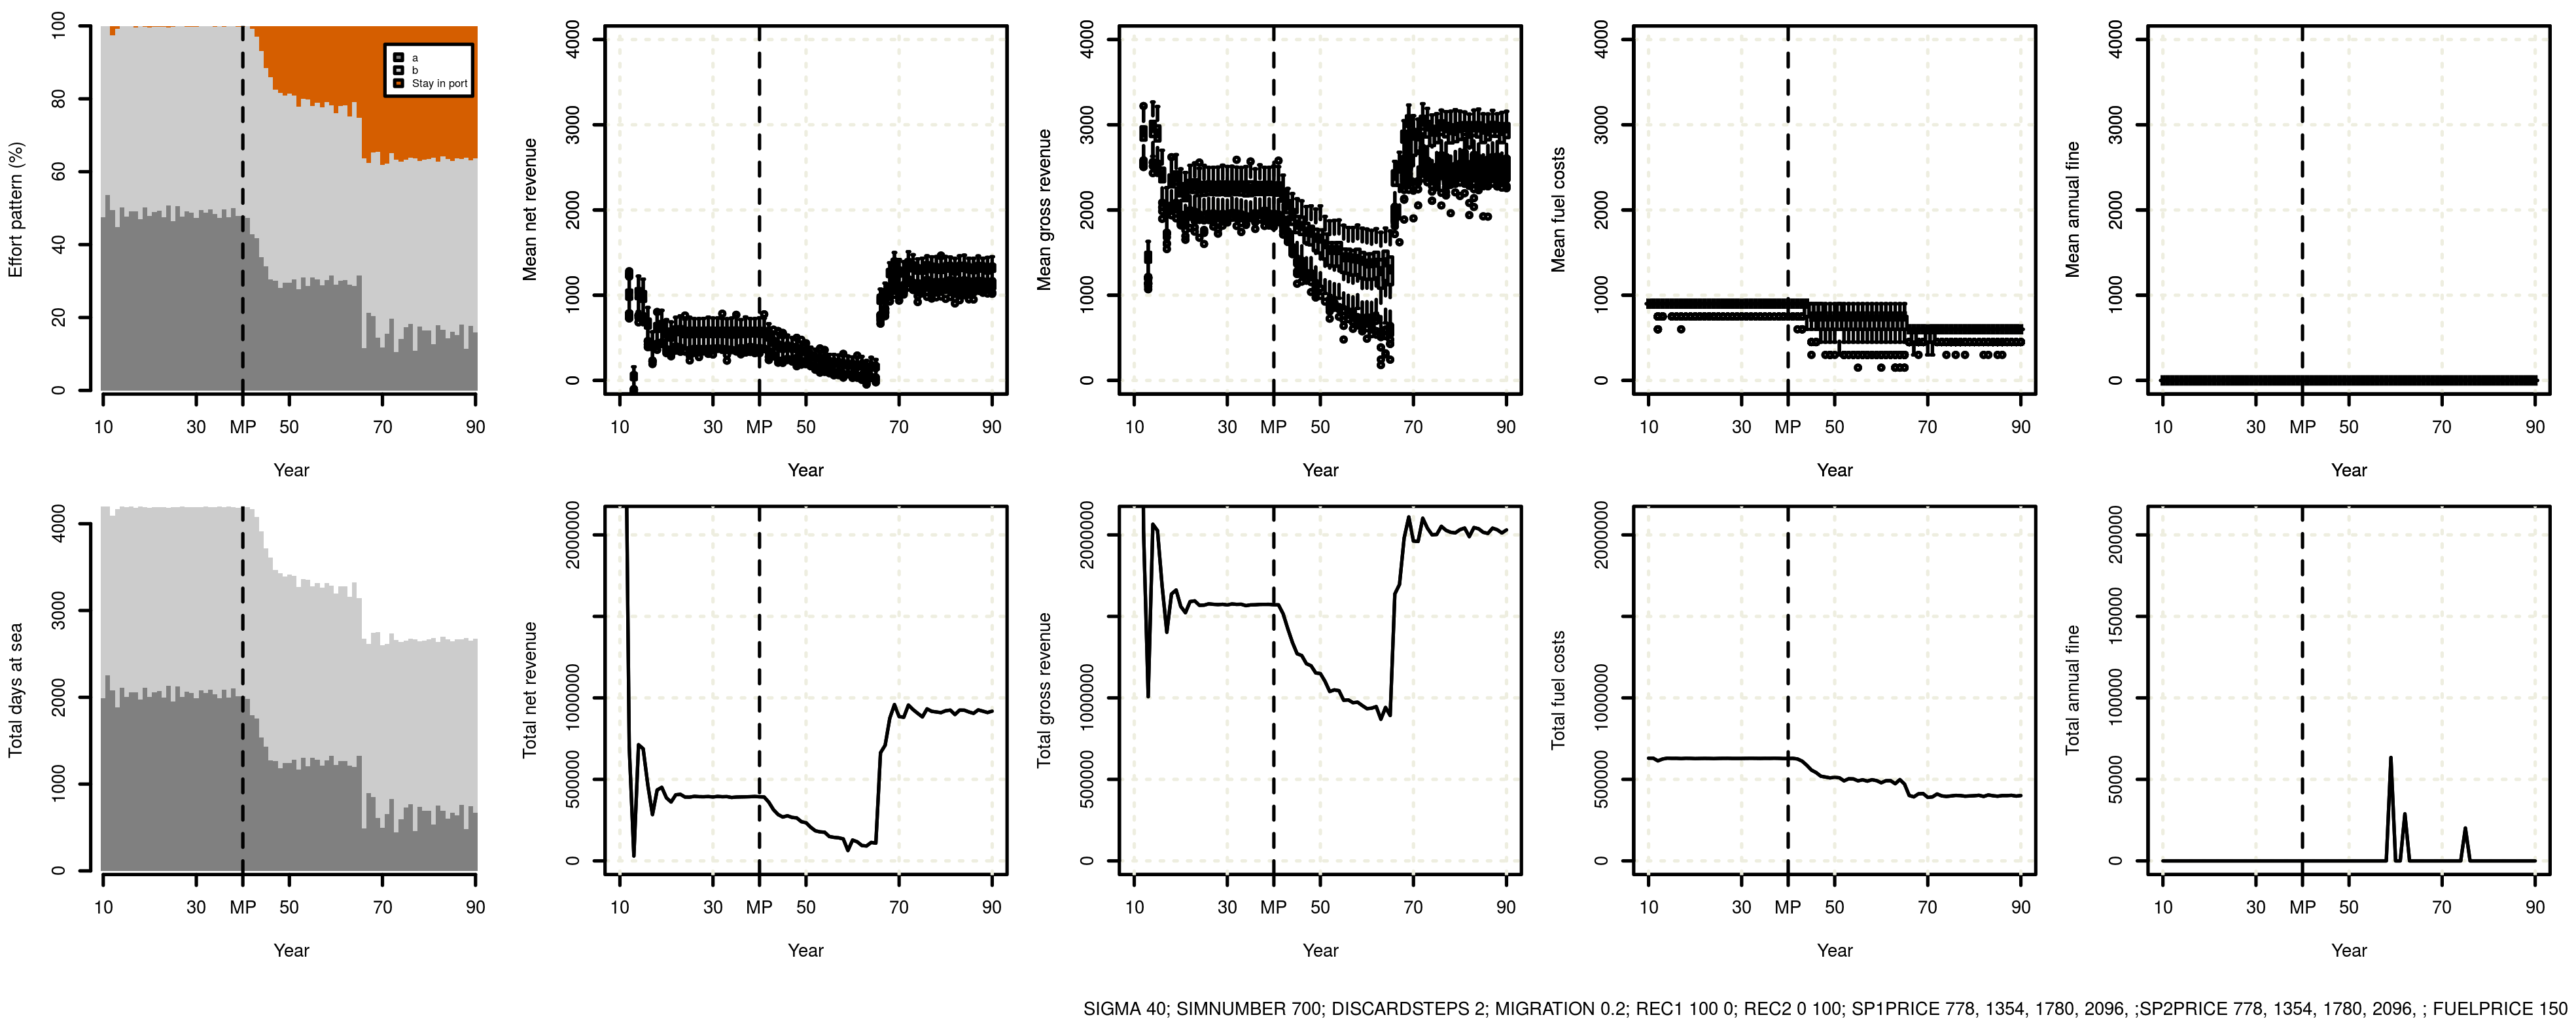 Effort pattern (%)
0 20 40 60 80 100
a
b
Stay in port
10 30 MP 50 70 90
Year
Mean net revenue
0 1000 2000 3000 4000
10 30 MP 50 70 90
Year
Mean gross revenue
0 1000 2000 3000 4000
10 30 MP 50 70 90
Year
Mean fuel costs
0 1000 2000 3000 4000
10 30 MP 50 70 90
Year
Mean annual fine
0 1000 2000 3000 4000
10 30 MP 50 70 90
Year
Total days at sea
0 1000 2000 3000 4000
10 30 MP 50 70 90
Year
Total net revenue
0 500000 1000000 2000000
10 30 MP 50 70 90
Year
Total gross revenue
0 500000 1000000 2000000
10 30 MP 50 70 90
Year
Total fuel costs
0 500000 1000000 2000000
10 30 MP 50 70 90
Year
Total annual fine
0 50000 100000 150000 200000
10 30 MP 50 70 90
Year
SIGMA 40; SIMNUMBER 700; DISCARDSTEPS 2; MIGRATION 0.2; REC1 100 0; REC2 0 100; SP1PRICE 778, 1354, 1780, 2096, ;SP2PRICE 778, 1354, 1780, 2096, ; FUELPRICE 150